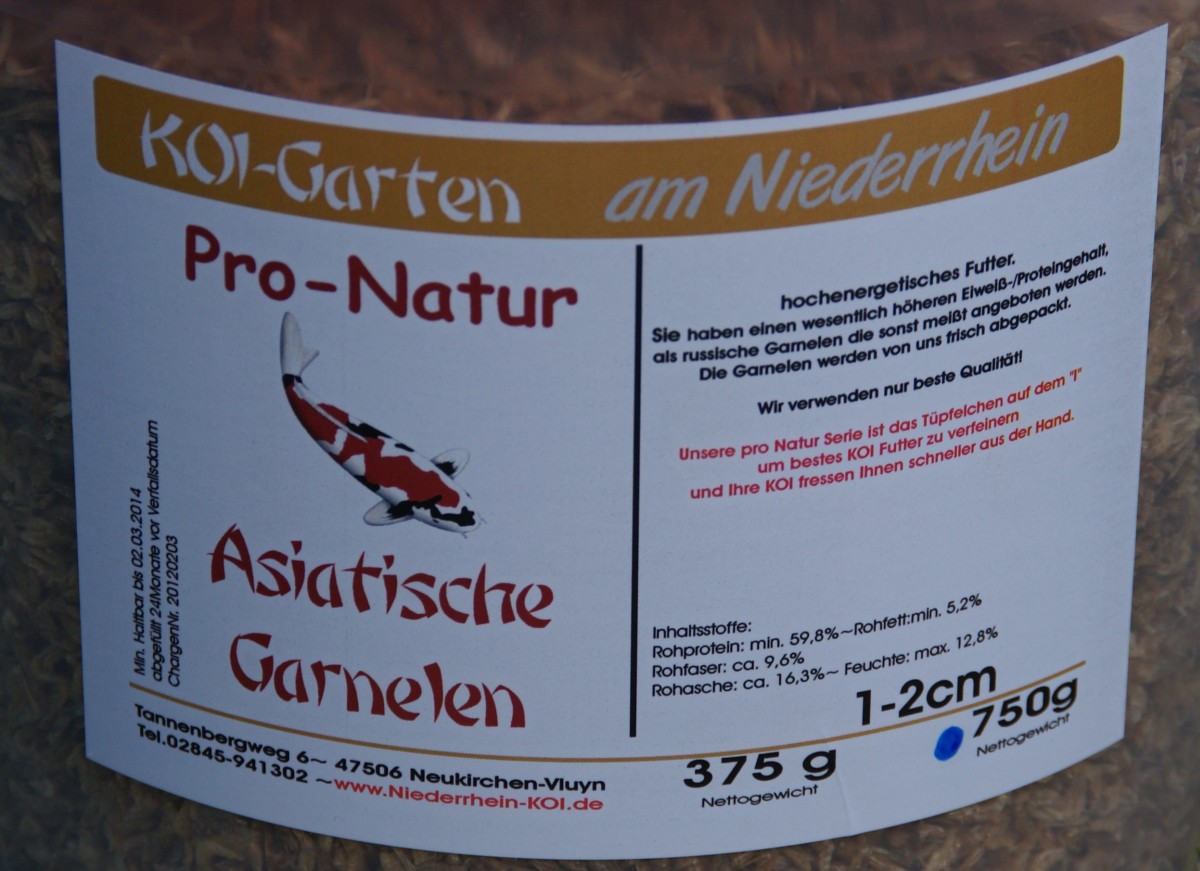 KOI-Garten am Niederrhein
Pro-Natur
Asiatische
Garnelen
Min. Haltbar bis 02.03.2014
abgefüllt 24Monate vor Verfallsdatum
ChargenNr. 20120203
hochenergetisches Futter.
Sie haben einen wesentlich höheren Eiweiß-/Proteingehalt,
als russische Garnelen die sonst meißt angeboten werden.
Die Garnelen werden von uns frisch abgepackt.
Wir verwenden nur beste Qualität!
Unsere pro Natur Serie ist das Tüpfelchen auf dem "I"
um bestes KOI Futter zu verfeinern
und Ihre KOI fressen Ihnen schneller aus der Hand.
Inhaltsstoffe:
Rohprotein: min. 59,8%~Rohfett:min. 5,2%
Rohfaser: ca. 9,6%
Rohasche: ca. 16,3%~ Feuchte: max. 12,8%
1-2cm
Tannenbergweg 6~ 47506 Neukirchen-Vluyn
Tel.02845-941302 ~www.Niederrhein-KOI.de
375 g
Nettogewicht
750g
Nettogewicht